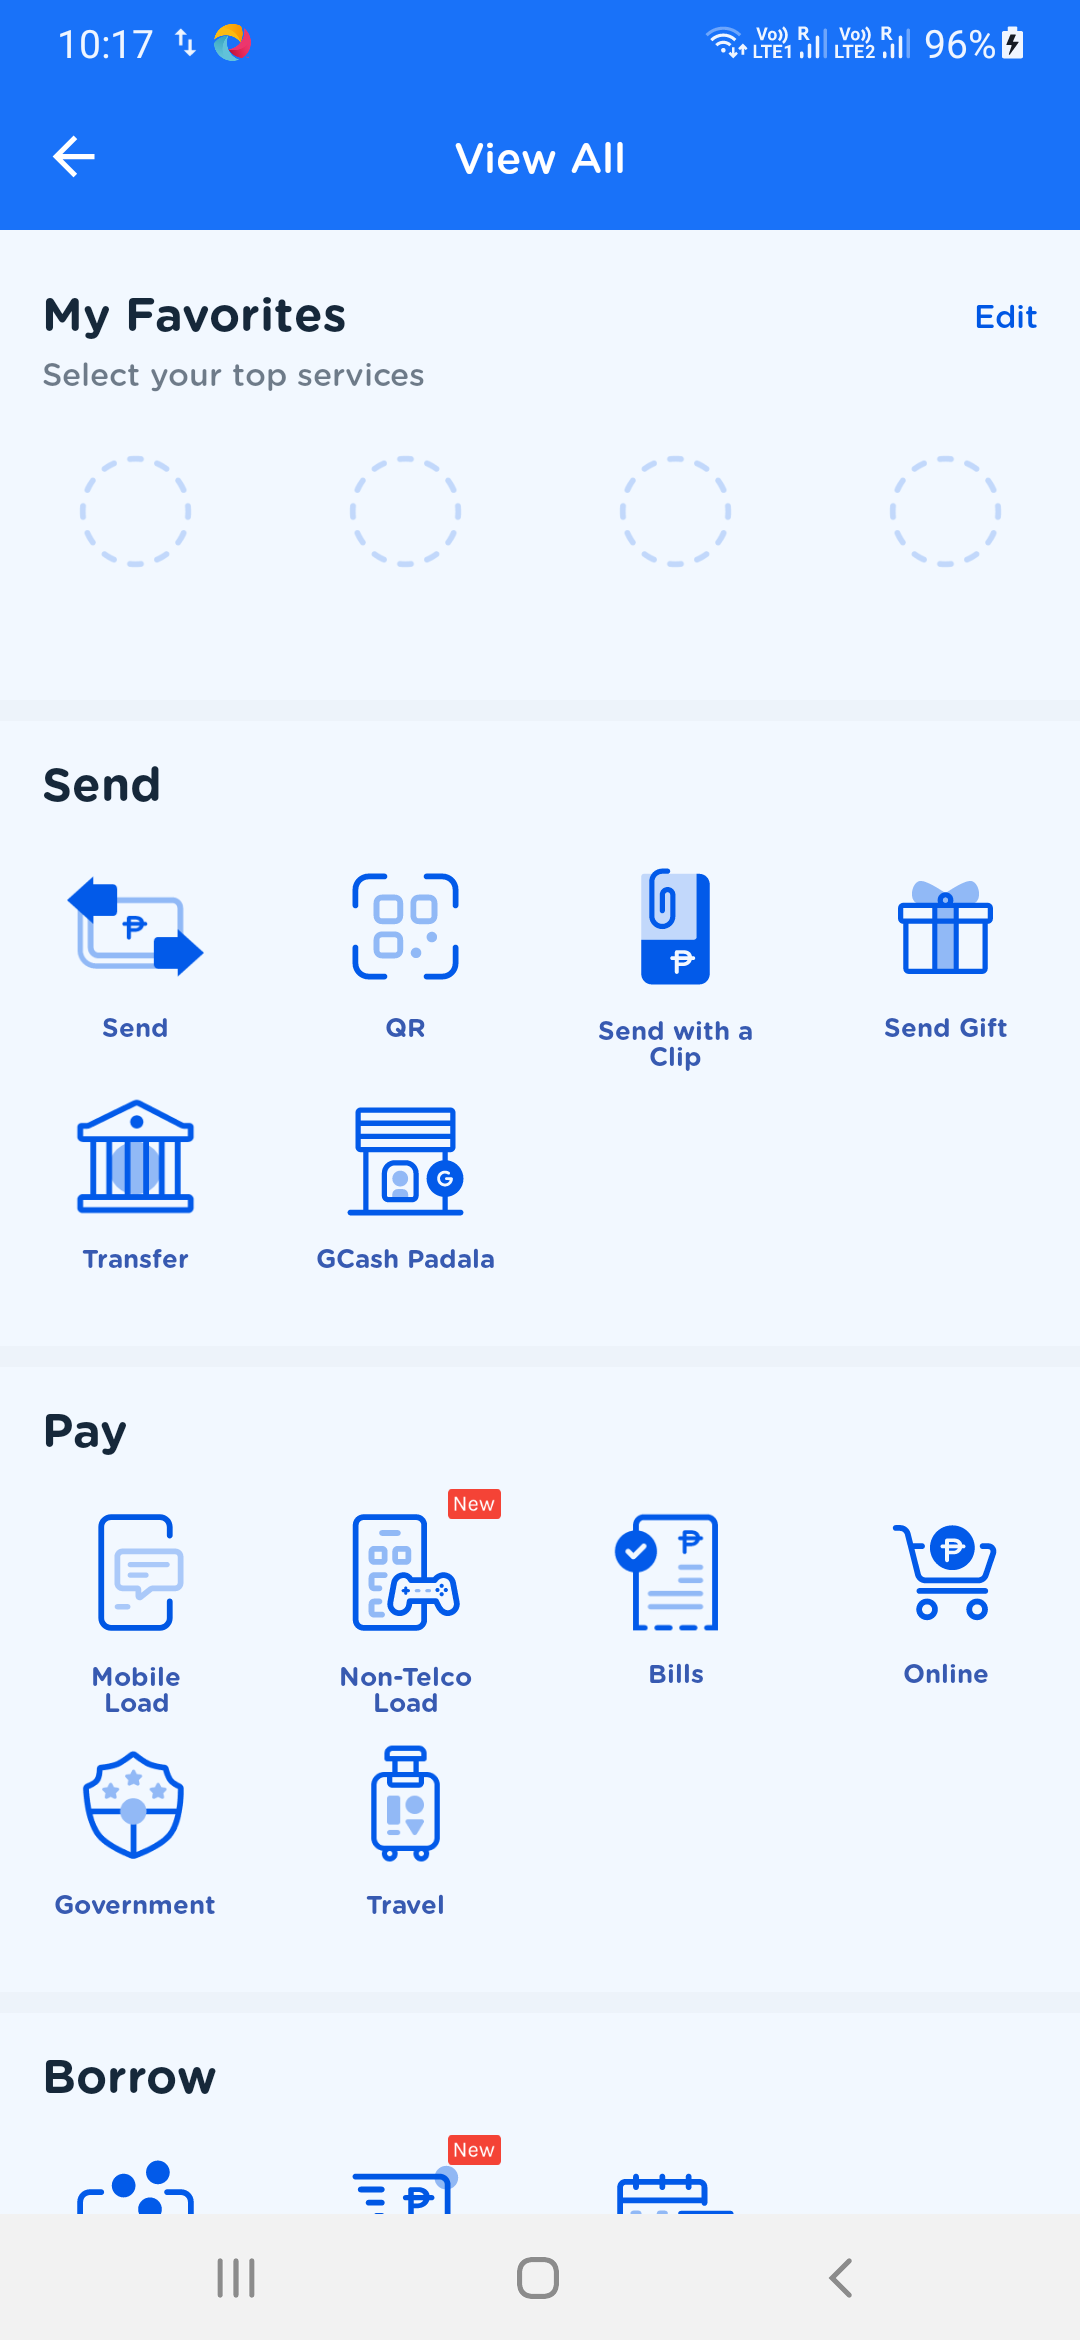 10:17
Vo)) R Vo)) R
LTE1 LTE2 96%
View All
My Favorites
Edit
Select your top services
Send
Send
QR
Send with a
Clip
Send Gift
Transfer
G
GCash Padala
Pay
New
Mobile
Load
Non-Telco
Load
Bills
Online
Government
Travel
Borrow
New